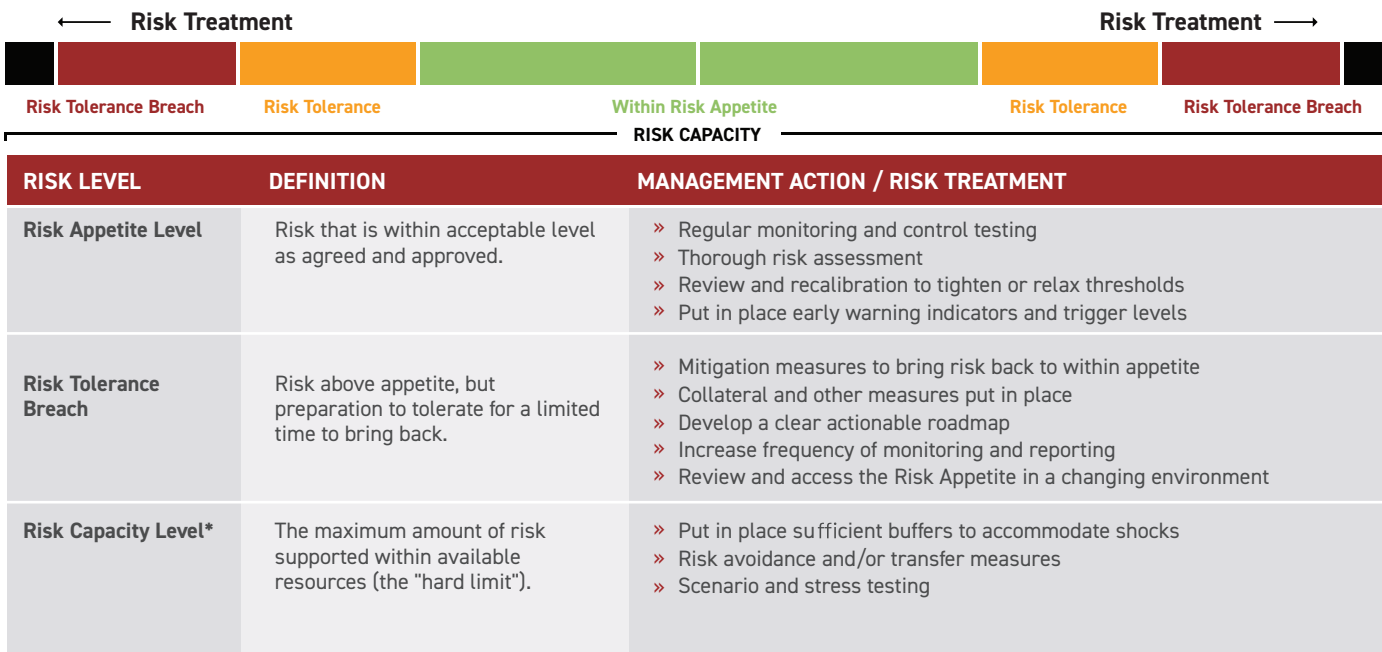 ← Risk Treatment
Risk Treatment →
Risk Tolerance Breach
Risk Tolerance
Within Risk Appetite
Risk Tolerance
Risk Tolerance Breach
RISK CAPACITY
RISK LEVEL
DEFINITION
MANAGEMENT ACTION / RISK TREATMENT
Risk Appetite Level
Risk that is within acceptable level
as agreed and approved.
» Regular monitoring and control testing
» Thorough risk assessment
» Review and recalibration to tighten or relax thresholds
» Put in place early warning indicators and trigger levels
Risk Tolerance
Breach
Risk above appetite, but
preparation to tolerate for a limited
time to bring back.
» Mitigation measures to bring risk back to within appetite
» Collateral and other measures put in place
» Develop a clear actionable roadmap
» Increase frequency of monitoring and reporting
» Review and access the Risk Appetite in a changing environment
Risk Capacity Level*
The maximum amount of risk
supported within available
resources (the "hard limit").
» Put in place sufficient buffers to accommodate shocks
» Risk avoidance and/or transfer measures
» Scenario and stress testing